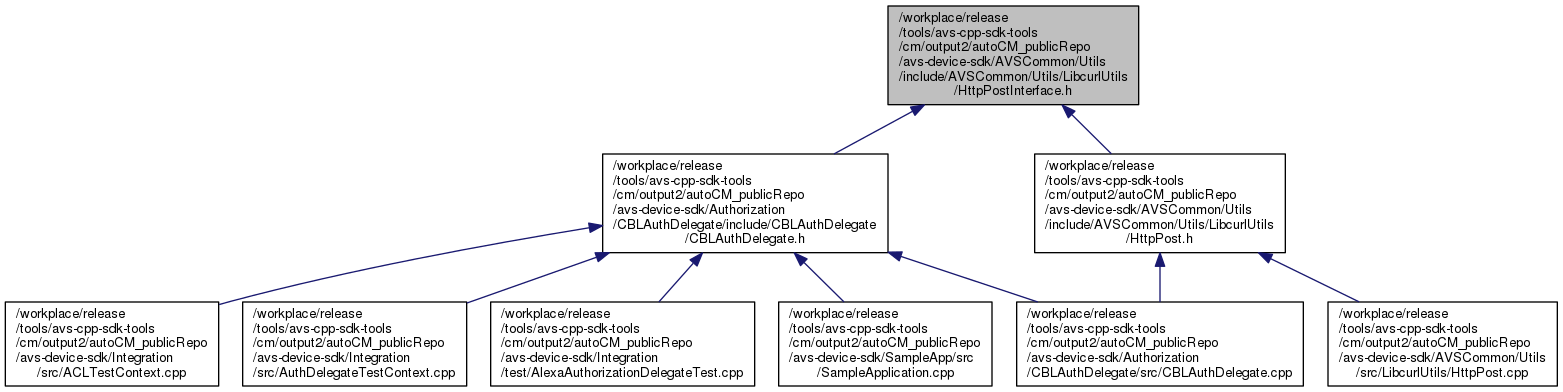 /workplace/release
/tools/avs-cpp-sdk-tools
/cm/output2/autoCM_publicRepo
/avs-device-sdk/AVSCommon/Utils
/include/AVSCommon/Utils/LibcurlUtils
/HttpPostInterface.h
/workplace/release
/tools/avs-cpp-sdk-tools
/cm/output2/autoCM_publicRepo
/avs-device-sdk/Authorization
/CBLAuthDelegate/include/CBLAuthDelegate
/CBLAuthDelegate.h
/workplace/release
/tools/avs-cpp-sdk-tools
/cm/output2/autoCM_publicRepo
/avs-device-sdk/AVSCommon/Utils
/include/AVSCommon/Utils/LibcurlUtils
/HttpPost.h
/workplace/release
/tools/avs-cpp-sdk-tools
/cm/output2/autoCM_publicRepo
/avs-device-sdk/Integration
/src/ACLTestContext.cpp
/workplace/release
/tools/avs-cpp-sdk-tools
/cm/output2/autoCM_publicRepo
/avs-device-sdk/Integration
/src/AuthDelegateTestContext.cpp
/workplace/release
/tools/avs-cpp-sdk-tools
/cm/output2/autoCM_publicRepo
/avs-device-sdk/Integration
/test/AlexaAuthorizationDelegateTest.cpp
/workplace/release
/tools/avs-cpp-sdk-tools
/cm/output2/autoCM_publicRepo
/avs-device-sdk/SampleApp/src
/SampleApplication.cpp
/workplace/release
/tools/avs-cpp-sdk-tools
/cm/output2/autoCM_publicRepo
/avs-device-sdk/Authorization
/CBLAuthDelegate/src/CBLAuthDelegate.cpp
/workplace/release
/tools/avs-cpp-sdk-tools
/cm/output2/autoCM_publicRepo
/avs-device-sdk/AVSCommon/Utils
/src/LibcurlUtils/HttpPost.cpp